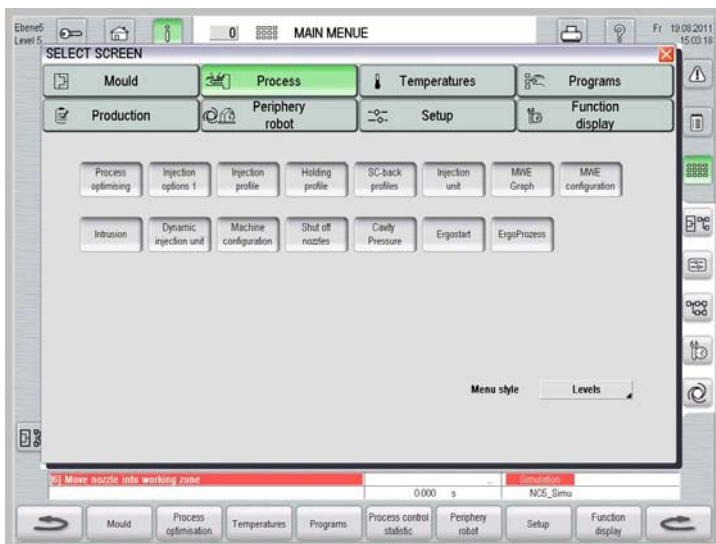 Ebene5
Level 5
0
MAIN MENUE
Fr 19.08.2011
15:03:18
SELECT SCREEN
Mould
Process
Temperatures
Programs
Production
Periphery
robot
Setup
Function
display
Process
optimising
Injection
options 1
Injection
profile
Holding
profile
SC-back
profiles
Injection
unit
MWE
Graph
MWE
configuration
Intrusion
Dynamic
injection unit
Machine
configuration
Shut off
nozzles
Cavity
Pressure
Ergostart
ErgoProzess
Menu style
Levels
[6] Move nozzle into working zone
...
Simulation
0.000 s
NC5_Simu
Mould
Process
optimisation
Temperatures
Programs
Process control
statistic
Periphery
robot
Setup
Function
display